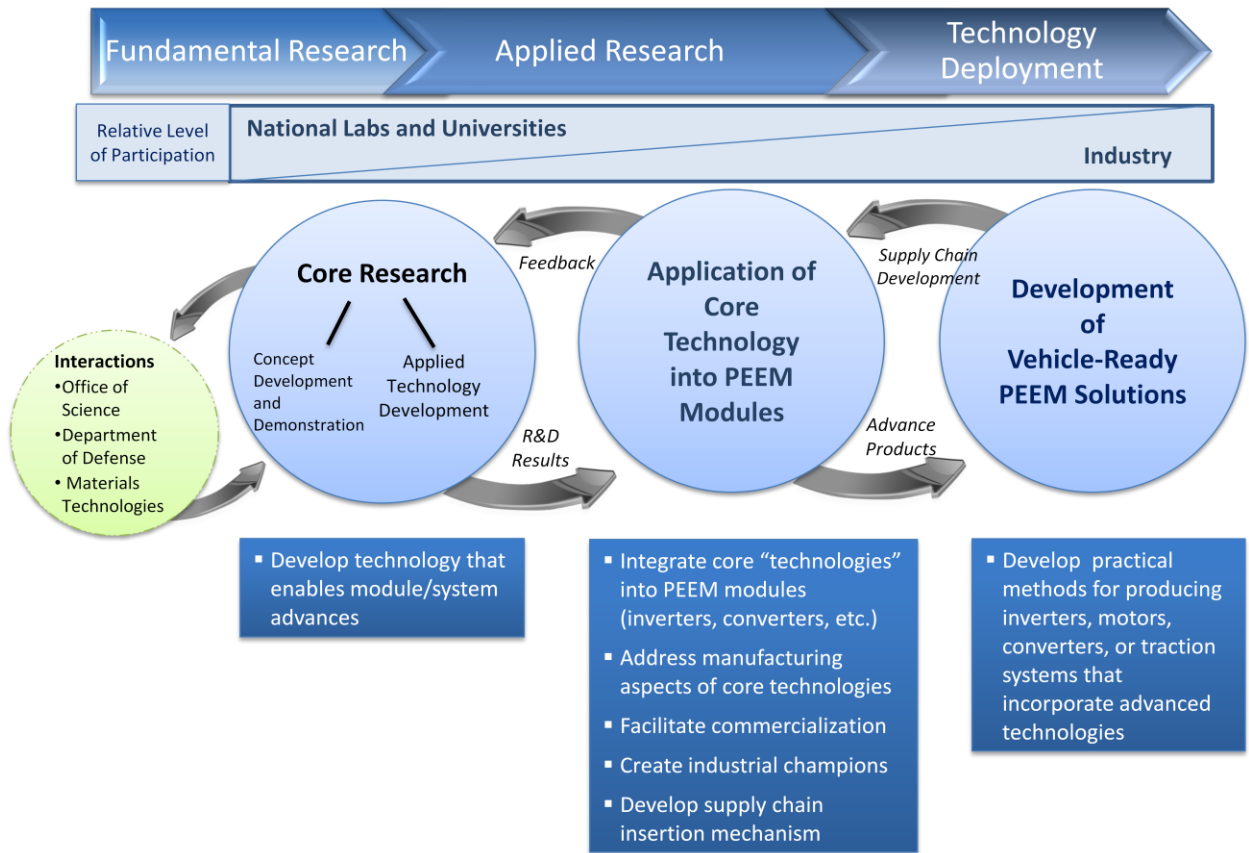 Fundamental Research
Applied Research
Technology
Deployment
Relative Level
of Participation
National Labs and Universities
Industry
Core Research
Concept
Development
and
Demonstration
Applied
Technology
Development
Feedback
R&D
Results
Application of
Core
Technology
into PEEM
Modules
Supply Chain
Development
Advance
Products
Development
of
Vehicle-Ready
PEEM Solutions
Interactions
•Office of
Science
•Department
of Defense
• Materials
Technologies
▪ Develop technology that
enables module/system
advances
▪ Integrate core “technologies”
into PEEM modules
(inverters, converters, etc.)
▪ Address manufacturing
aspects of core technologies
▪ Facilitate commercialization
▪ Create industrial champions
▪ Develop supply chain
insertion mechanism
▪ Develop practical
methods for producing
inverters, motors,
converters, or traction
systems that
incorporate advanced
technologies